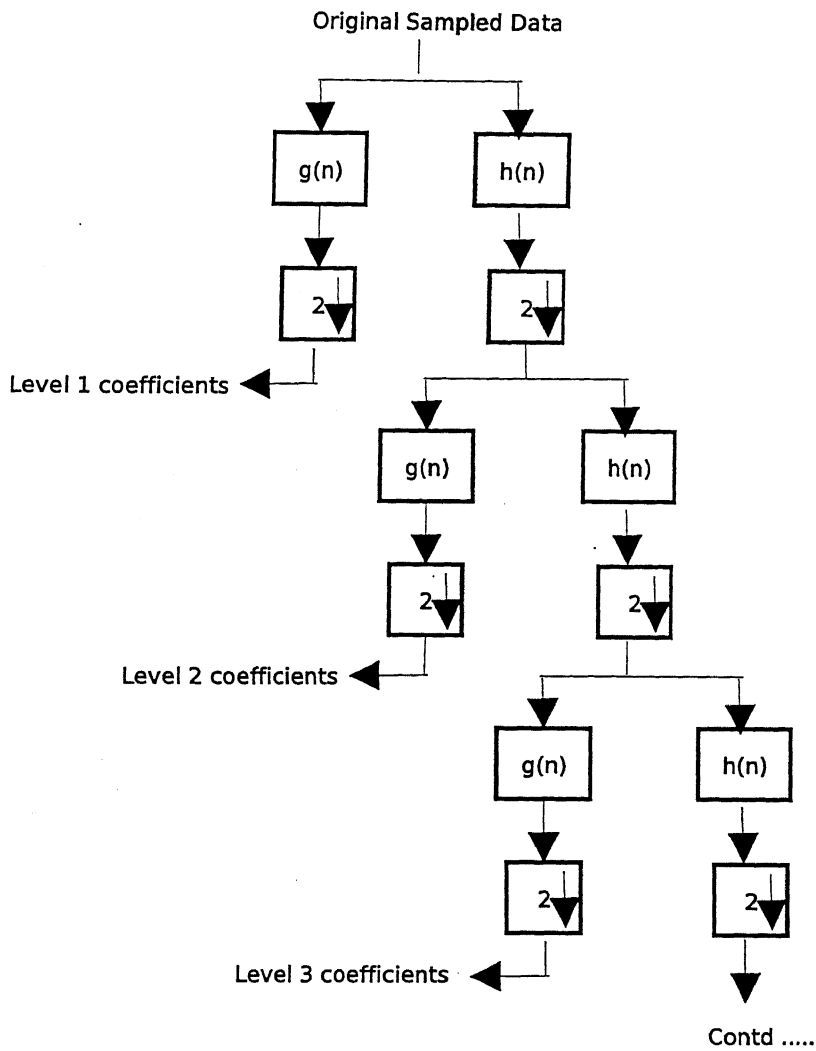 Original Sampled Data
g(n)
h(n)
2
2
Level 1 coefficients
g(n)
h(n)
2
2
Level 2 coefficients
g(n)
h(n)
2
2
Level 3 coefficients
Contd .....